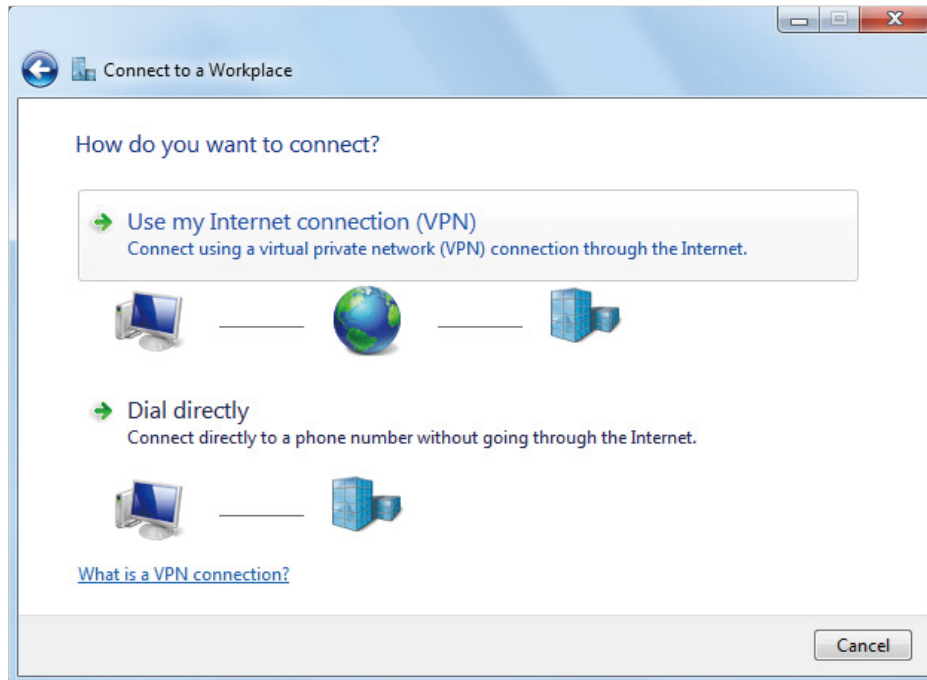 Connect to a Workplace
How do you want to connect?
Use my Internet connection (VPN)
Connect using a virtual private network (VPN) connection through the Internet.
Dial directly
Connect directly to a phone number without going through the Internet.
What is a VPN connection?
Cancel